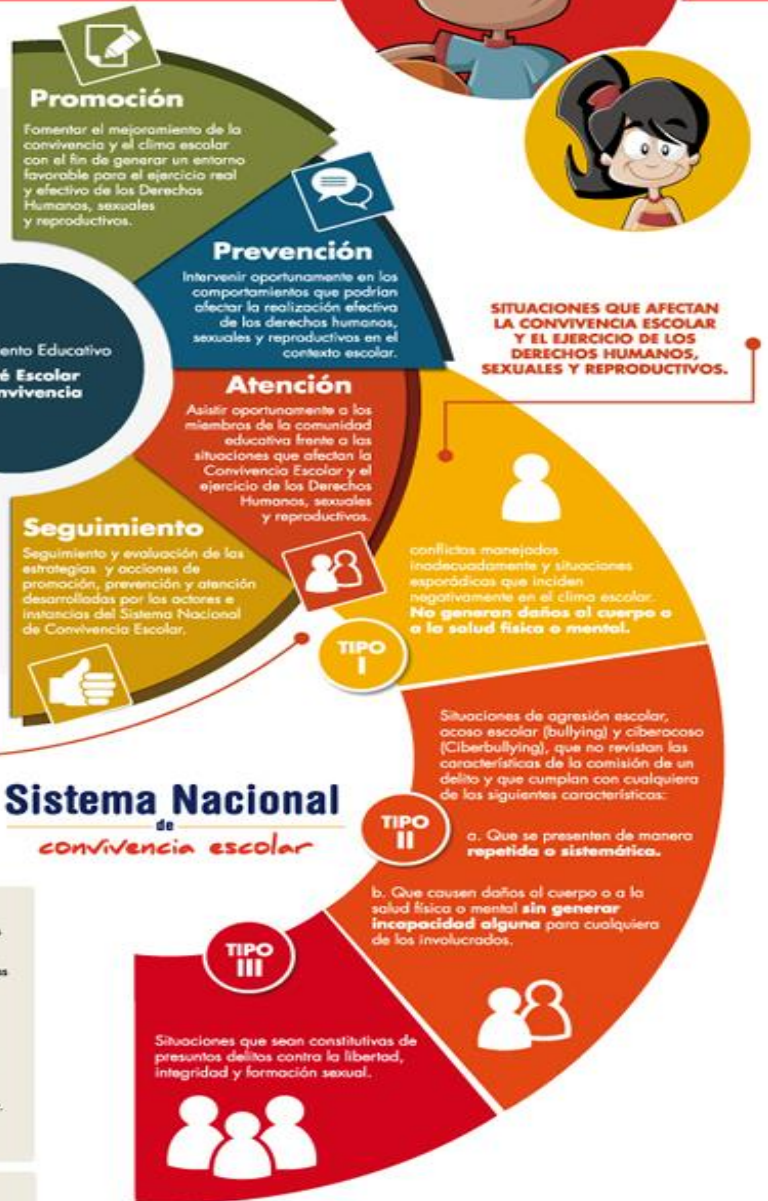 Promoción
Fomentar el mejoramiento de la
convivencia y el clima escolar
con el fin de generar un entorno
favorable para el ejercicio real
y efectivo de los Derechos
Humanos, sexuales
y reproductivos.
Prevención
Intervenir oportunamente en los
comportamientos que podrían
afectar la realización efectiva
de los derechos humanos,
sexuales y reproductivos en el
contexto escolar.
ento Educativo
é Escolar
nvivencia
Atención
Asistir oportunamente a los
miembros de la comunidad
educativa frente a las
situaciones que afectan la
Convivencia Escolar y el
ejercicio de los Derechos
Humanos, sexuales
y reproductivos.
Seguimiento
Seguimiento y evaluación de las
estrategias y acciones de
promoción, prevención y atención
desarrolladas por los actores e
instancias del Sistema Nacional
de Convivencia Escolar.
SITUACIONES QUE AFECTAN
LA CONVIVENCIA ESCOLAR
Y EL EJERCICIO DE LOS
DERECHOS HUMANOS,
SEXUALES Y REPRODUCTIVOS.
TIPO
I
conflictos manejados
inadecuadamente y situaciones
esporádicas que inciden
negativamente en el clima escolar.
No generan daños al cuerpo o
a la salud física o mental.
TIPO
II
Situaciones de agresión escolar,
acoso escolar (bullying) y ciberacoso
(Ciberbullying), que no revistan las
características de la comisión de un
delito y que cumplan con cualquiera
de las siguientes características:
a. Que se presenten de manera
repetida o sistemática.
b. Que causen daños al cuerpo o a la
salud física o mental sin generar
incapacidad alguna para cualquiera
de los involucrados.
Sistema Nacional
de
convivencia escolar
TIPO
III
Situaciones que sean constitutivas de
presuntos delitos contra la libertad,
integridad y formación sexual.